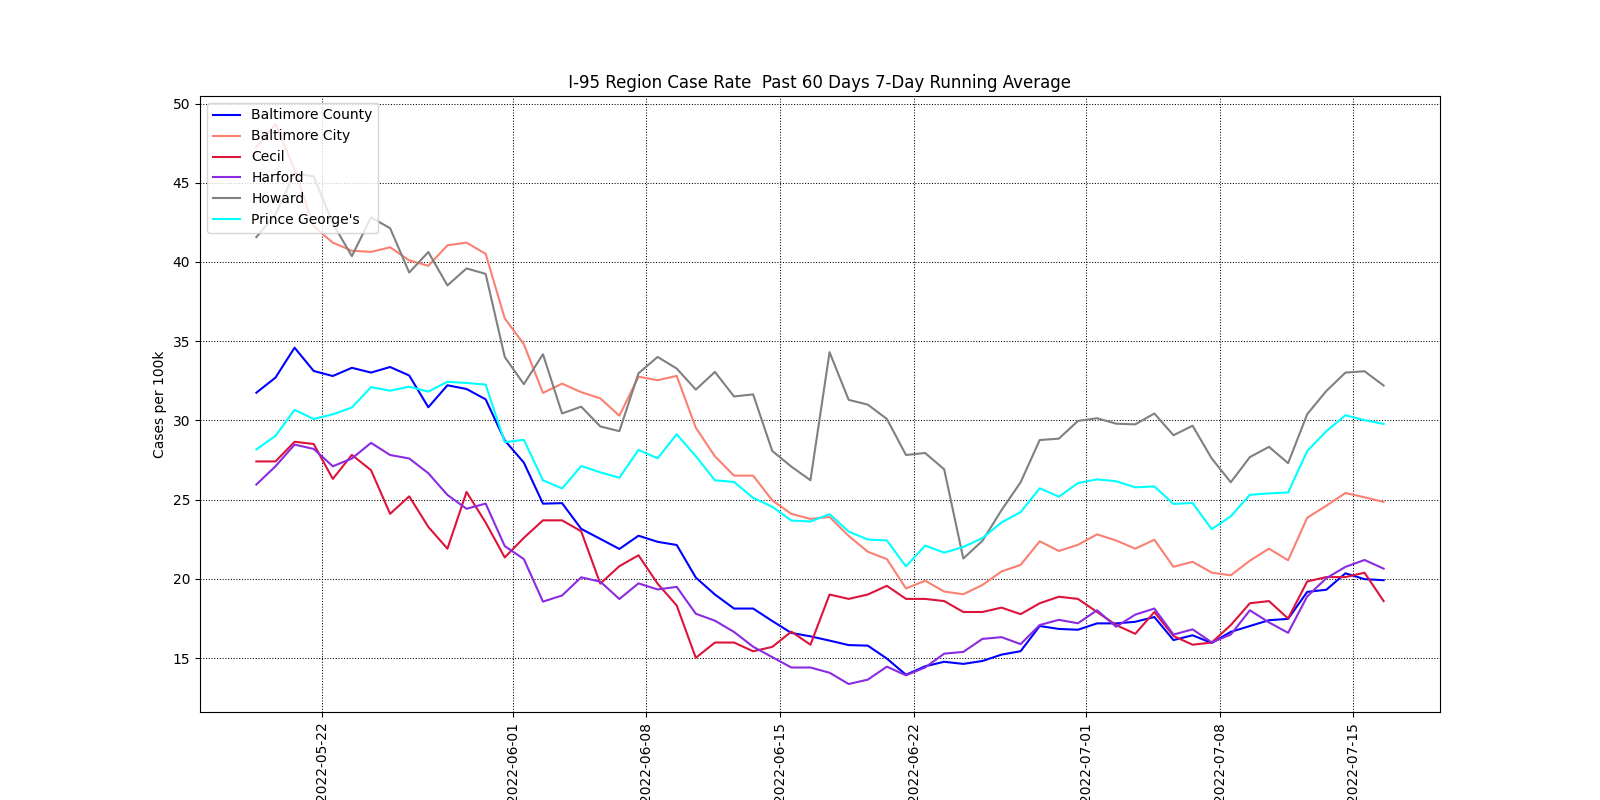 I-95 Region Case Rate  Past 60 Days 7-Day Running Average
Baltimore County
Baltimore City
Cecil
Harford
Howard
Prince George's
Cases per 100k
50
45
40
35
30
25
20
15
2022-05-22
2022-06-01
2022-06-08
2022-06-15
2022-06-22
2022-07-01
2022-07-08
2022-07-15